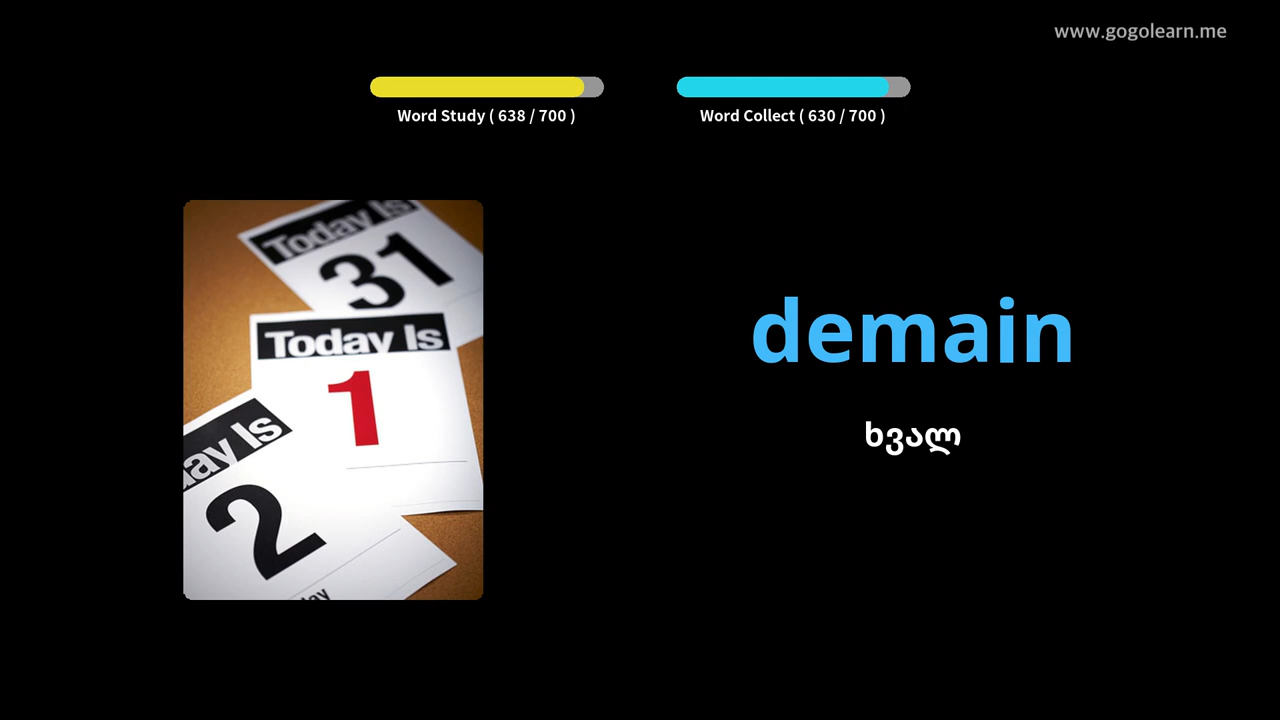 www.gogolearn.me
Word Study ( 638 / 700 )
Word Collect ( 630 / 700 )
Today Is
31
Today Is
1
demain
ხვალ
day Is
2